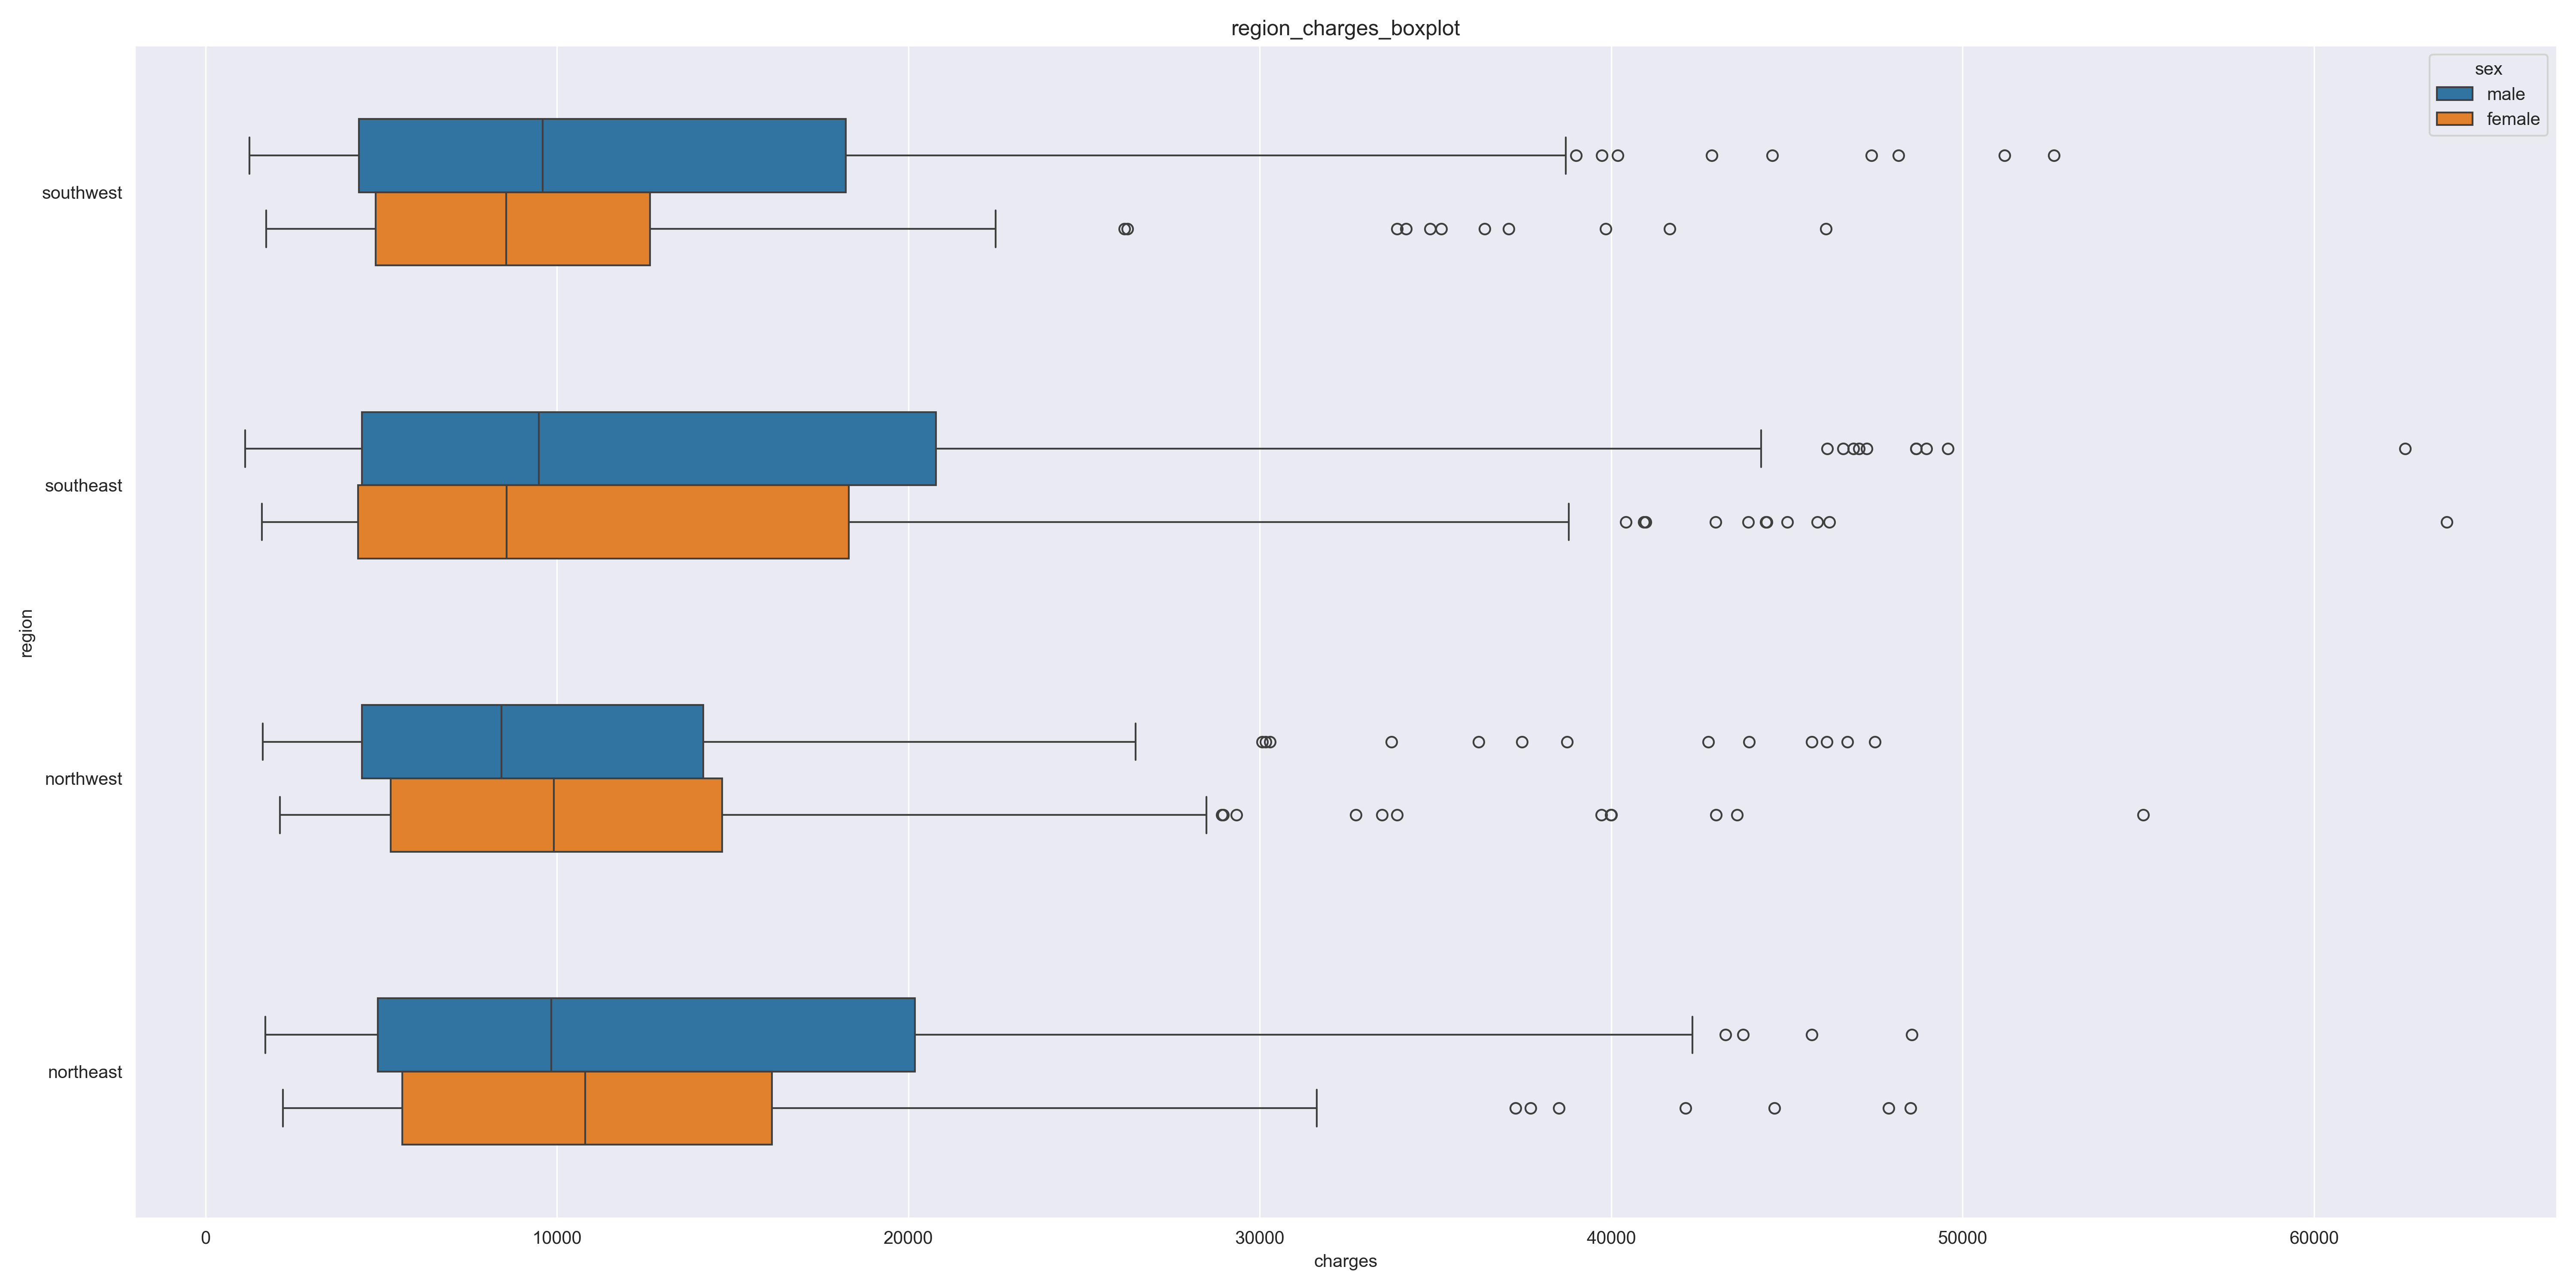 region_charges_boxplot
sex
male
female
southwest
southeast
northwest
northeast
region
0 10000 20000 30000 40000 50000 60000
charges